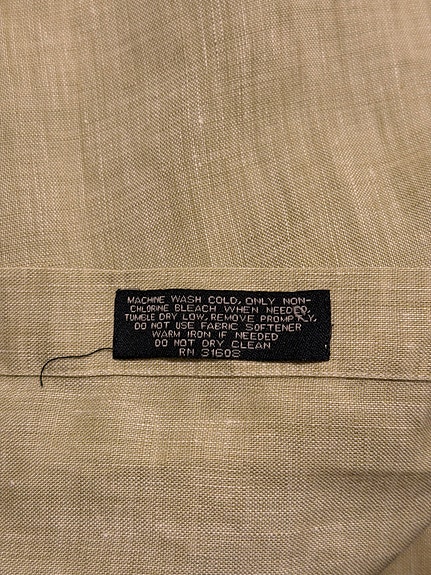 MACHINE WASH COLD, ONLY NON-
CHLORINE BLEACH WHEN NEEDED.
TUMBLE DRY LOW, REMOVE PROMPTLY.
DO NOT USE FABRIC SOFTENER
WARM IRON IF NEEDED
DO NOT DRY CLEAN
RN 31608